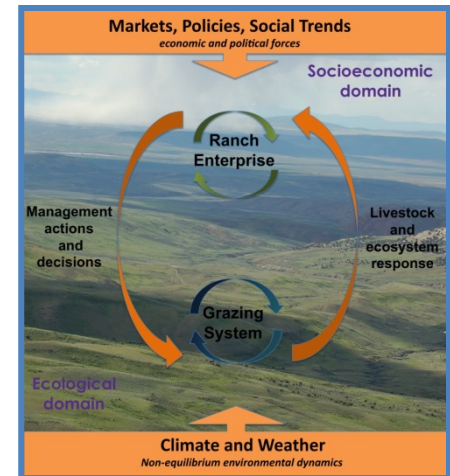 Markets, Policies, Social Trends
economic and political forces
Socioeconomic
domain
Ranch
Enterprise
Management
actions
and
decisions
Livestock
and
ecosystem
response
Grazing
System
Ecological
domain
Climate and Weather
Non-equilibrium environmental dynamics